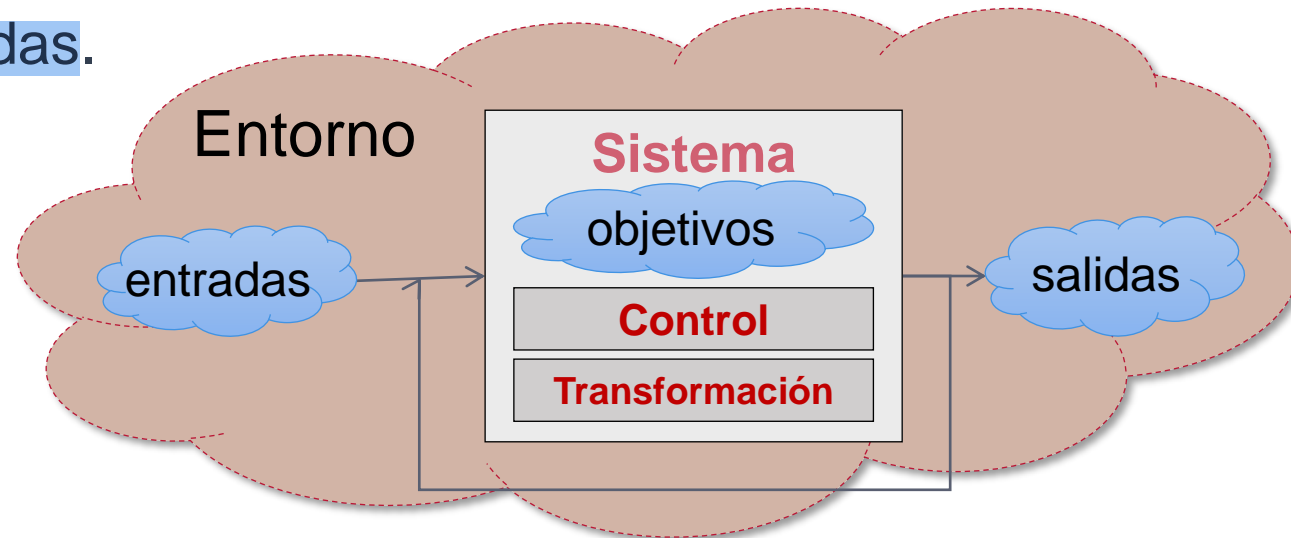 das.
Entorno
Sistema
objetivos
entradas
salidas
Control
Transformación